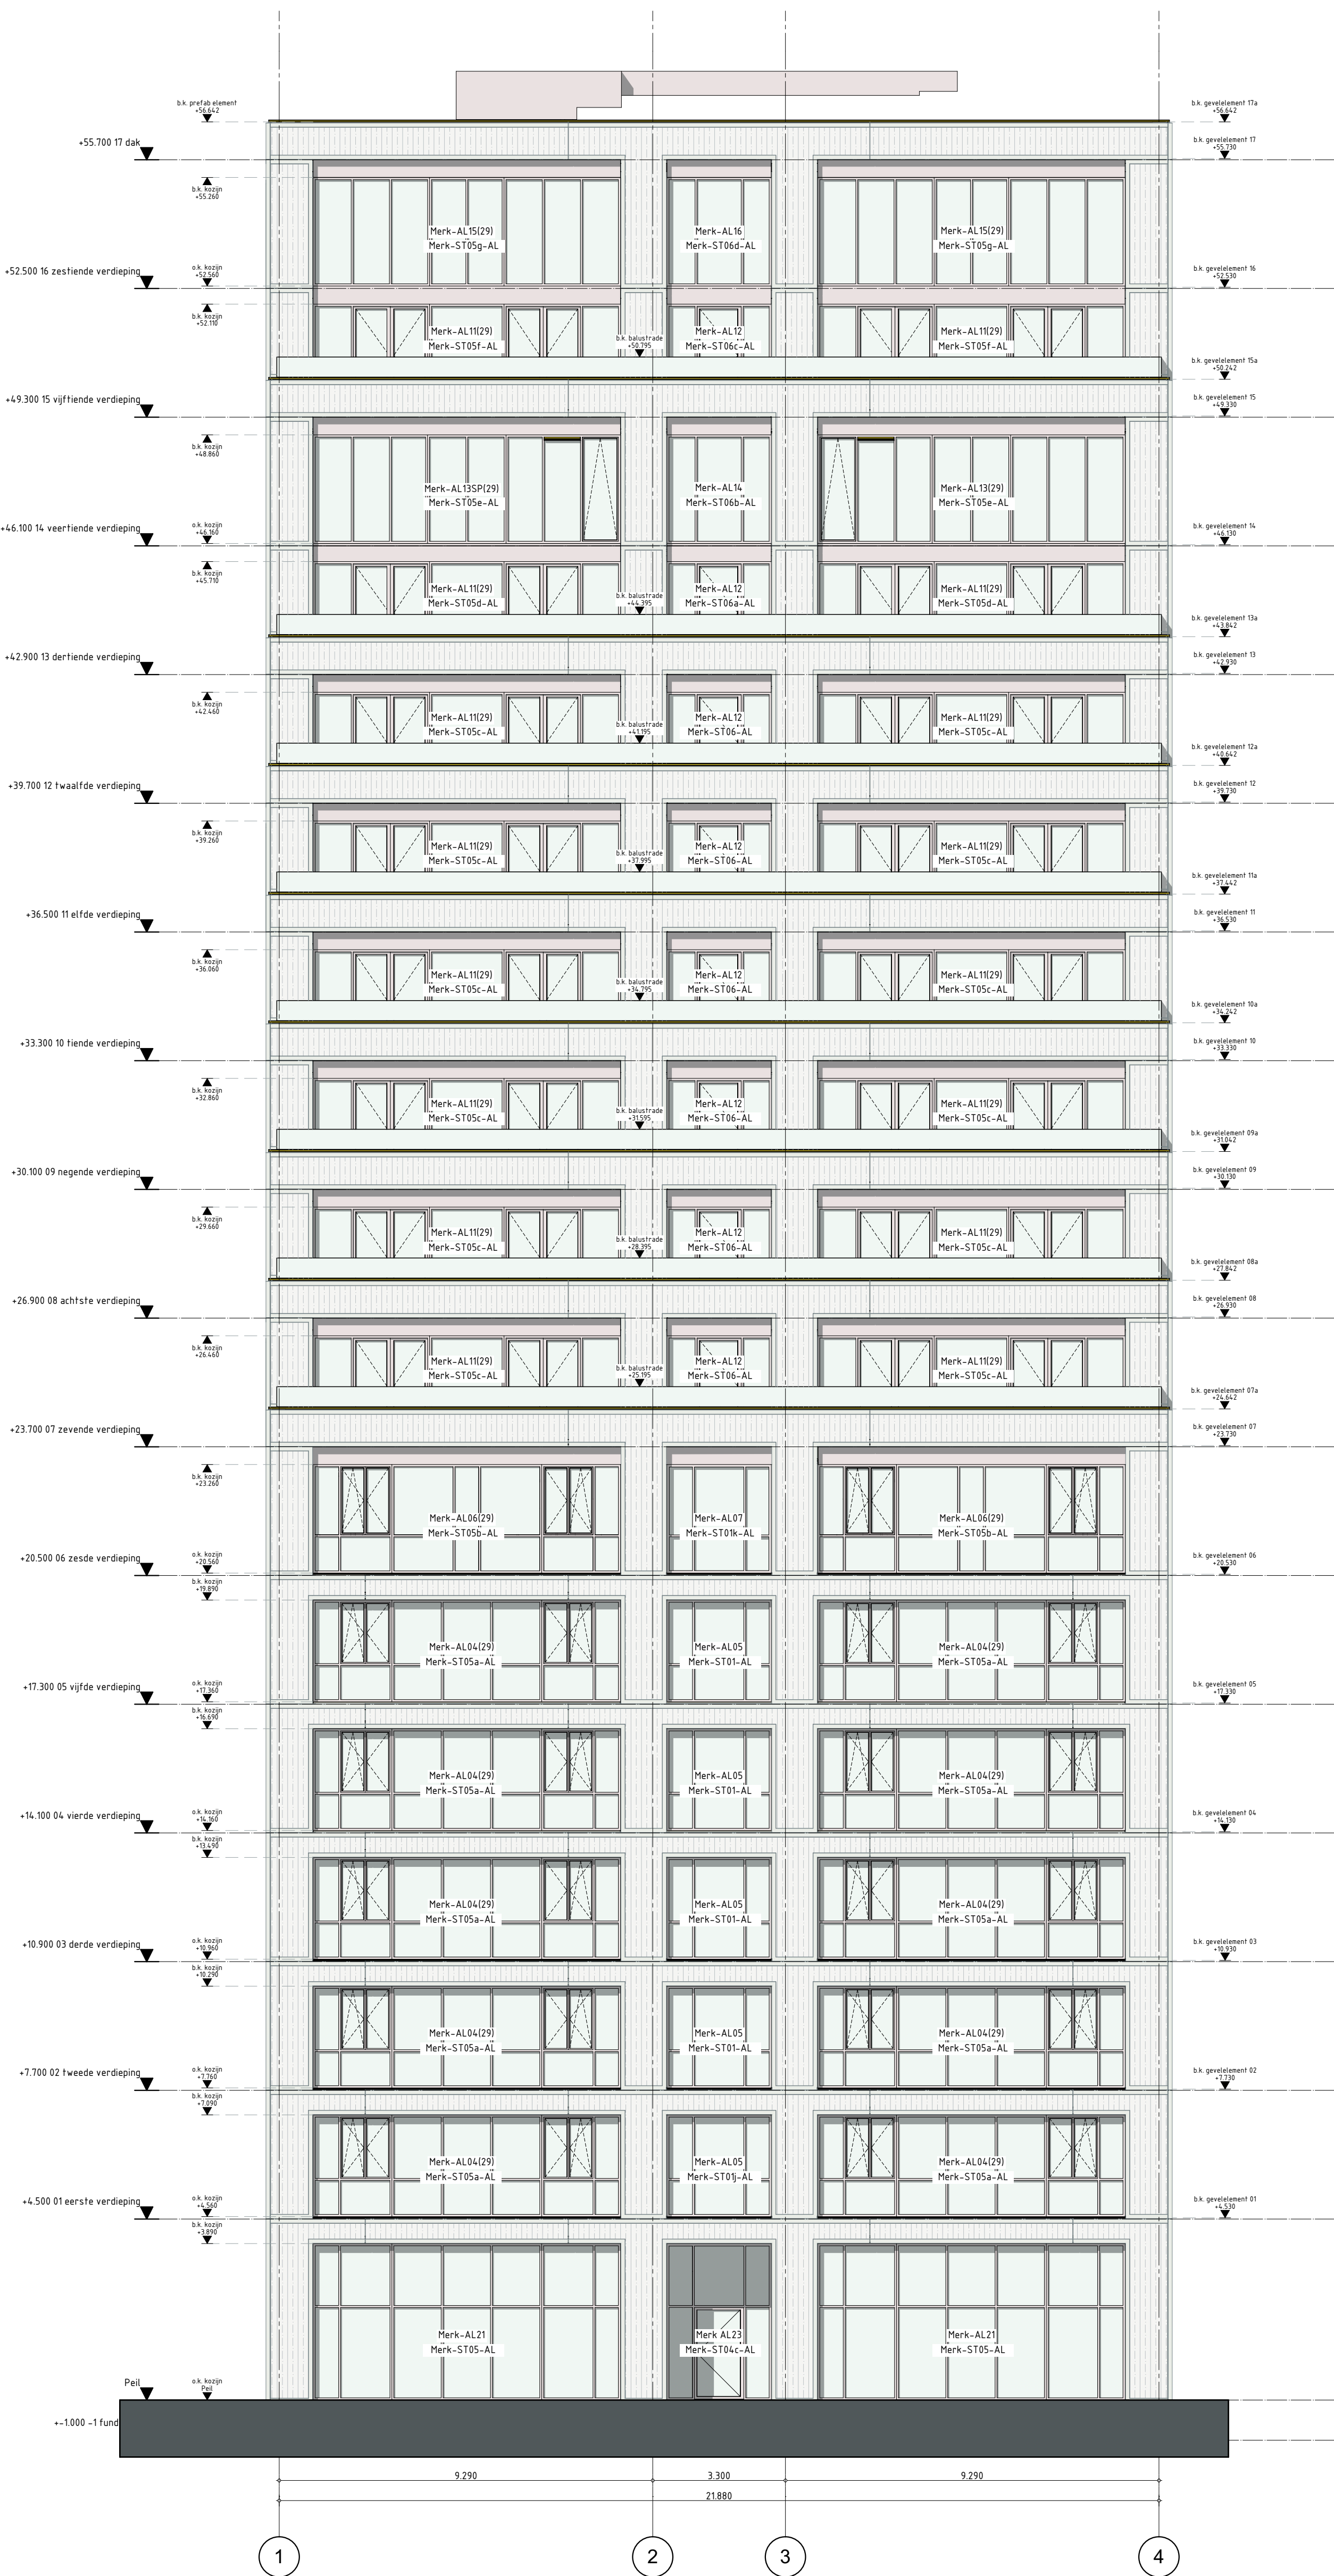 b.k. prefab element
+56.642
b.k. gevelelement 17a
+56.642
+55.700 17 dak
b.k. gevelelement 17
+55.730
b.k. kozijn
+55.260
Merk-AL15(29)
Merk-ST05g-AL
Merk-AL16
Merk-ST06d-AL
Merk-AL15(29)
Merk-ST05g-AL
+52.500 16 zestiende verdieping
o.k. kozijn
+52.560
b.k. gevelelement 16
+52.530
b.k. kozijn
+52.110
Merk-AL11(29)
Merk-ST05f-AL
b.k. balustrade
+50.795
Merk-AL12
Merk-ST06c-AL
Merk-AL11(29)
Merk-ST05f-AL
b.k. gevelelement 15a
+50.242
+49.300 15 vijftiende verdieping
b.k. gevelelement 15
+49.330
b.k. kozijn
+48.860
Merk-AL13SP(29)
Merk-ST05e-AL
Merk-AL14
Merk-ST06b-AL
Merk-AL13(29)
Merk-ST05e-AL
+46.100 14 veertiende verdieping
o.k. kozijn
+46.160
b.k. gevelelement 14
+46.130
b.k. kozijn
+45.710
Merk-AL11(29)
Merk-ST05d-AL
b.k. balustrade
+44.395
Merk-AL12
Merk-ST06a-AL
Merk-AL11(29)
Merk-ST05d-AL
b.k. gevelelement 13a
+43.842
+42.900 13 dertiende verdieping
b.k. gevelelement 13
+42.930
b.k. kozijn
+42.460
Merk-AL11(29)
Merk-ST05c-AL
b.k. balustrade
+41.195
Merk-AL12
Merk-ST06-AL
Merk-AL11(29)
Merk-ST05c-AL
b.k. gevelelement 12a
+40.642
+39.700 12 twaalfde verdieping
b.k. gevelelement 12
+39.730
b.k. kozijn
+39.260
Merk-AL11(29)
Merk-ST05c-AL
b.k. balustrade
+37.995
Merk-AL12
Merk-ST06-AL
Merk-AL11(29)
Merk-ST05c-AL
b.k. gevelelement 11a
+37.442
+36.500 11 elfde verdieping
b.k. gevelelement 11
+36.530
b.k. kozijn
+36.060
Merk-AL11(29)
Merk-ST05c-AL
b.k. balustrade
+34.795
Merk-AL12
Merk-ST06-AL
Merk-AL11(29)
Merk-ST05c-AL
b.k. gevelelement 10a
+34.242
+33.300 10 tiende verdieping
b.k. gevelelement 10
+33.330
b.k. kozijn
+32.860
Merk-AL11(29)
Merk-ST05c-AL
b.k. balustrade
+31.595
Merk-AL12
Merk-ST06-AL
Merk-AL11(29)
Merk-ST05c-AL
b.k. gevelelement 09a
+31.042
+30.100 09 negende verdieping
b.k. gevelelement 09
+30.130
b.k. kozijn
+29.660
Merk-AL11(29)
Merk-ST05c-AL
b.k. balustrade
+28.395
Merk-AL12
Merk-ST06-AL
Merk-AL11(29)
Merk-ST05c-AL
b.k. gevelelement 08a
+27.842
+26.900 08 achtste verdieping
b.k. gevelelement 08
+26.930
b.k. kozijn
+26.460
Merk-AL11(29)
Merk-ST05c-AL
b.k. balustrade
+25.195
Merk-AL12
Merk-ST06-AL
Merk-AL11(29)
Merk-ST05c-AL
b.k. gevelelement 07a
+24.642
+23.700 07 zevende verdieping
b.k. gevelelement 07
+23.730
b.k. kozijn
+23.260
Merk-AL06(29)
Merk-ST05b-AL
Merk-AL07
Merk-ST01k-AL
Merk-AL06(29)
Merk-ST05b-AL
+20.500 06 zesde verdieping
o.k. kozijn
+20.560
b.k. gevelelement 06
+20.530
b.k. kozijn
+19.890
Merk-AL04(29)
Merk-ST05a-AL
Merk-AL05
Merk-ST01-AL
Merk-AL04(29)
Merk-ST05a-AL
+17.300 05 vijfde verdieping
o.k. kozijn
+17.360
b.k. gevelelement 05
+17.330
b.k. kozijn
+16.690
Merk-AL04(29)
Merk-ST05a-AL
Merk-AL05
Merk-ST01-AL
Merk-AL04(29)
Merk-ST05a-AL
+14.100 04 vierde verdieping
o.k. kozijn
+14.160
b.k. gevelelement 04
+14.130
b.k. kozijn
+13.490
Merk-AL04(29)
Merk-ST05a-AL
Merk-AL05
Merk-ST01-AL
Merk-AL04(29)
Merk-ST05a-AL
+10.900 03 derde verdieping
o.k. kozijn
+10.960
b.k. gevelelement 03
+10.930
b.k. kozijn
+10.290
Merk-AL04(29)
Merk-ST05a-AL
Merk-AL05
Merk-ST01-AL
Merk-AL04(29)
Merk-ST05a-AL
+7.700 02 tweede verdieping
o.k. kozijn
+7.760
b.k. gevelelement 02
+7.730
b.k. kozijn
+7.090
Merk-AL04(29)
Merk-ST05a-AL
Merk-AL05
Merk-ST01j-AL
Merk-AL04(29)
Merk-ST05a-AL
+4.500 01 eerste verdieping
o.k. kozijn
+4.560
b.k. gevelelement 01
+4.530
b.k. kozijn
+3.890
Merk-AL21
Merk-ST05-AL
Merk AL23
Merk-ST04c-AL
Merk-AL21
Merk-ST05-AL
Peil
o.k. kozijn
Peil
+-1.000 -1 fund
9.290
3.300
9.290
21.880
1
2
3
4